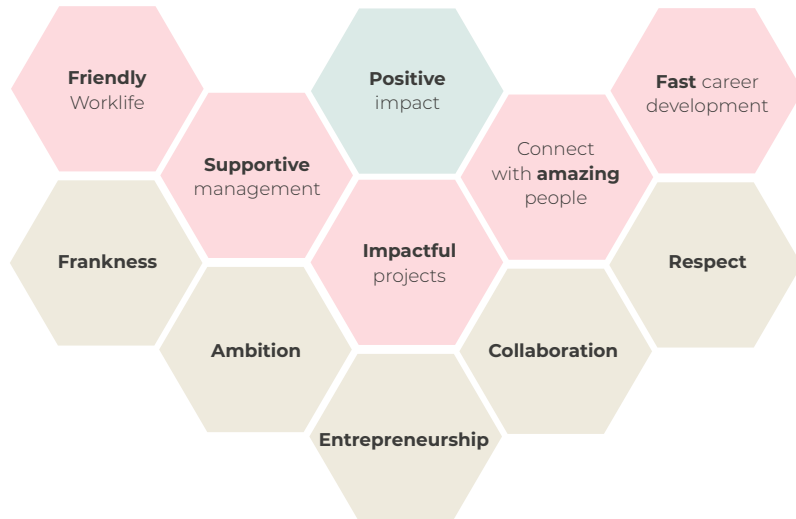 Friendly
Worklife
Positive
impact
Fast career
development
Supportive
management
Connect
with amazing
people
Frankness
Impactful
projects
Respect
Ambition
Collaboration
Entrepreneurship